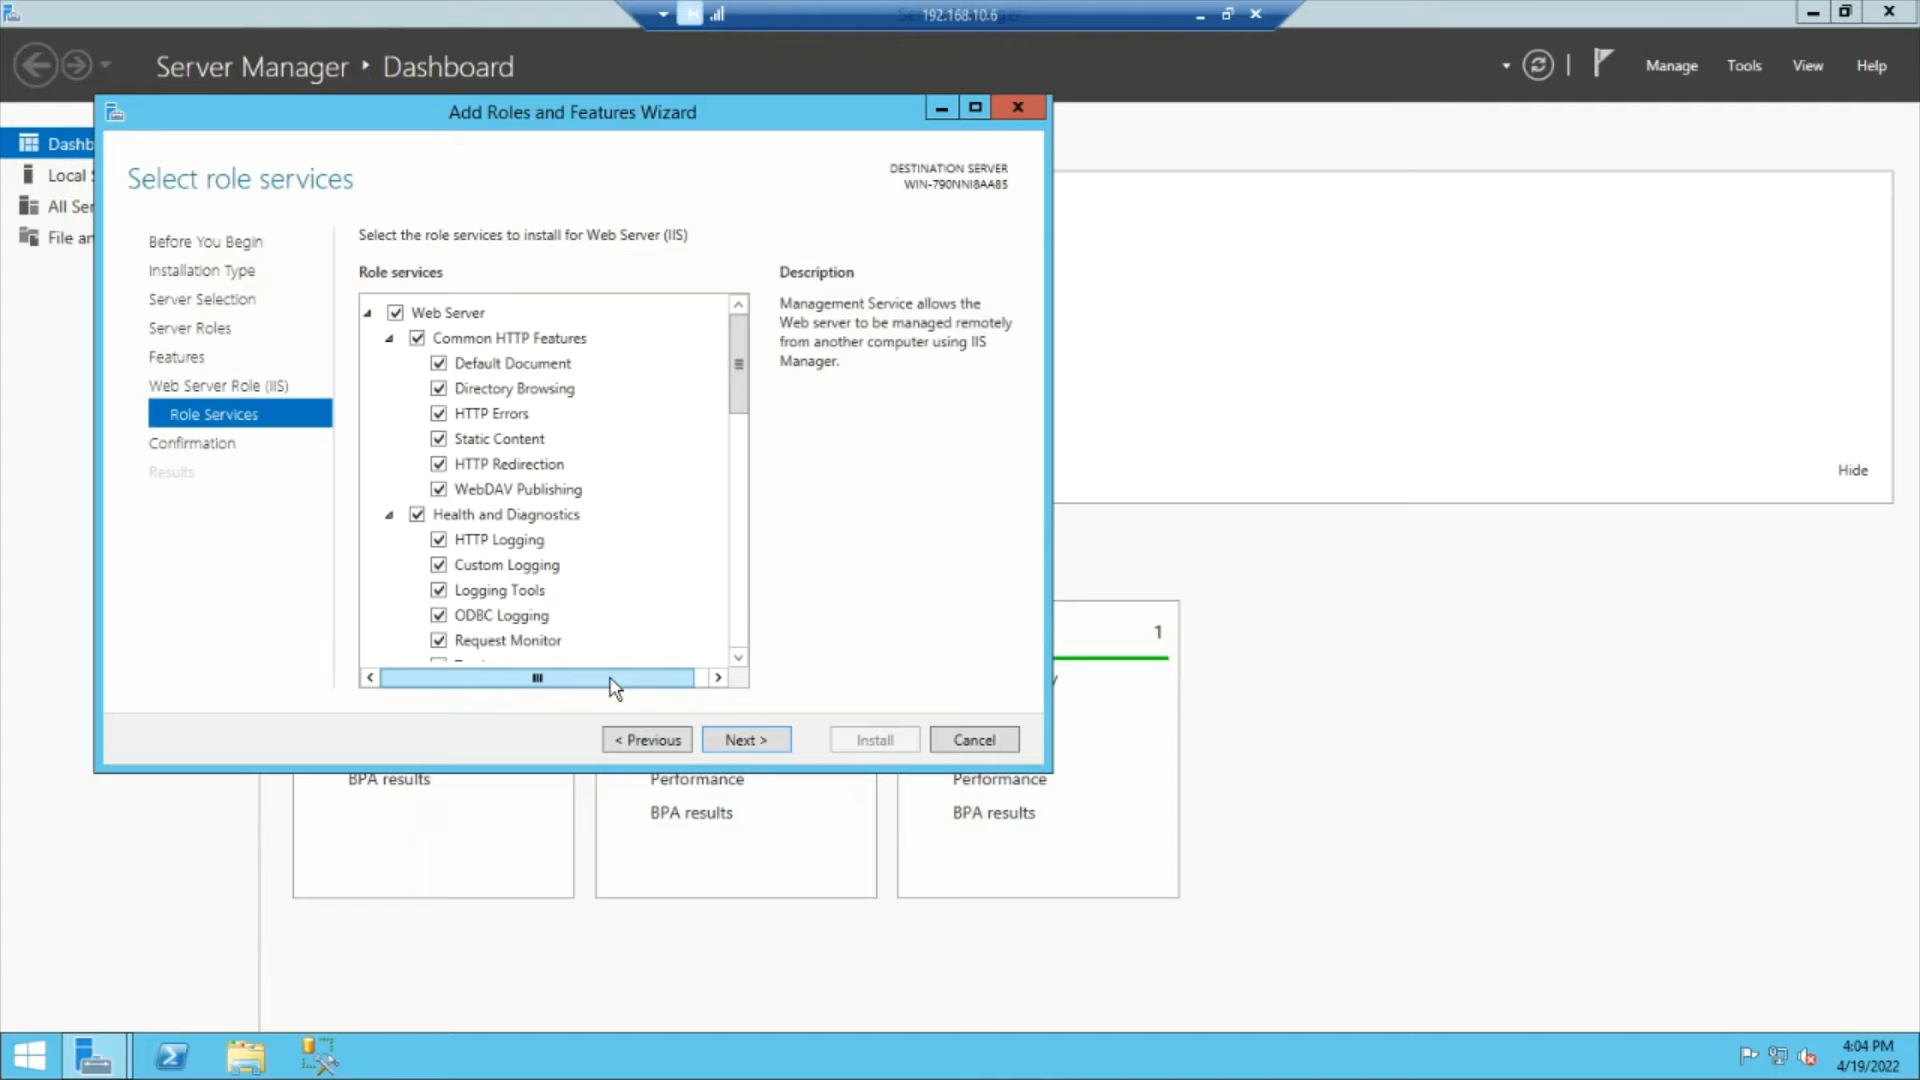 192.168.10.6
Server Manager
Dashboard
Manage
Tools
View
Help
Add Roles and Features Wizard
Dashb
Local
All Ser
File an
Select role services
DESTINATION SERVER
WIN-790NNI8AA85
Before You Begin
Installation Type
Server Selection
Server Roles
Features
Web Server Role (IIS)
Role Services
Confirmation
Results
Select the role services to install for Web Server (IIS)
Role services
Web Server
Common HTTP Features
Default Document
Directory Browsing
HTTP Errors
Static Content
HTTP Redirection
WebDAV Publishing
Health and Diagnostics
HTTP Logging
Custom Logging
Logging Tools
ODBC Logging
Request Monitor
Description
Management Service allows the
Web server to be managed remotely
from another computer using IIS
Manager.
< Previous
Next >
Install
Cancel
Hide
1
BPA results
Performance
BPA results
Performance
BPA results
4:04 PM
4/19/2022